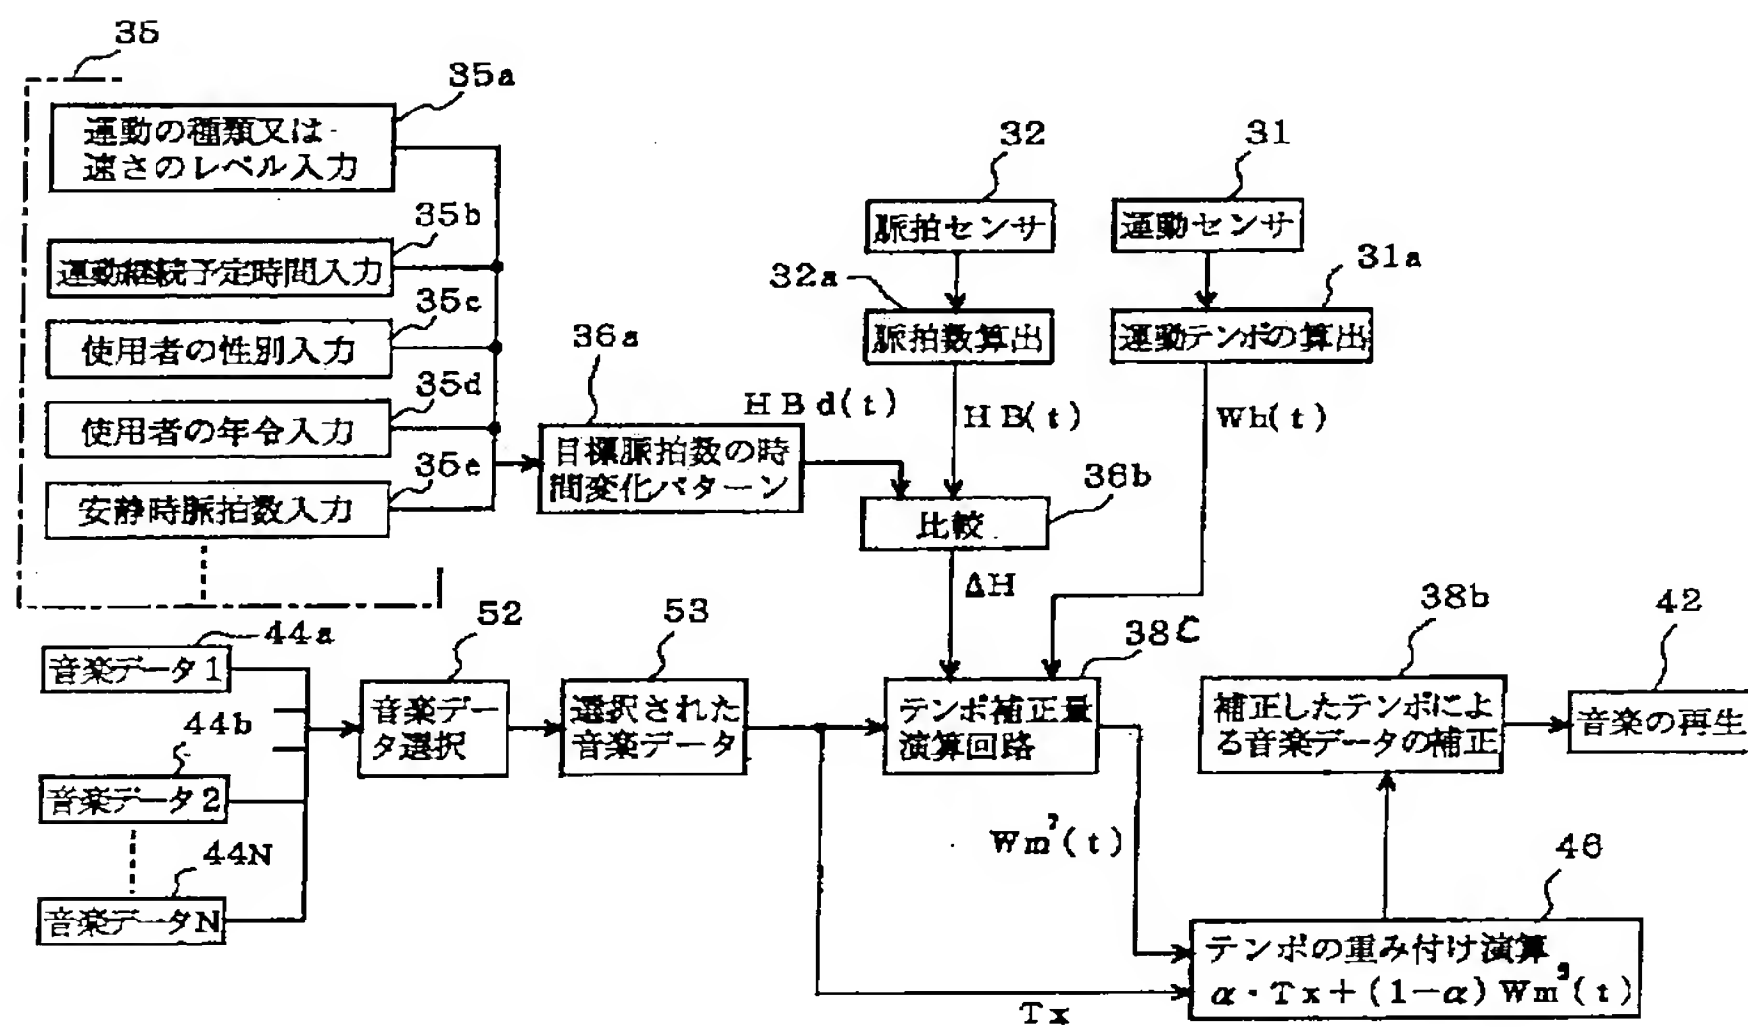 35
35a
運動の種類又は
速さのレベル入力
35b
運動継続予定時間入力
35c
使用者の性別入力
35d
使用者の年令入力
35e
安静時脈拍数入力
36a
目標脈拍数の時
間変化パターン
HBd(t)
32
脈拍センサ
32a
脈拍数算出
HB(t)
31
運動センサ
31a
運動テンポの算出
Wh(t)
36b
比較
ΔH
44a
音楽データ1
44b
音楽データ2
44N
音楽データN
52
音楽デー
タ選択
53
選択された
音楽データ
38C
テンポ補正量
演算回路
Wm'(t)
Tx
38b
補正したテンポによ
る音楽データの補正
42
音楽の再生
46
テンポの重み付け演算
α・Tx+(1−α)Wm'(t)